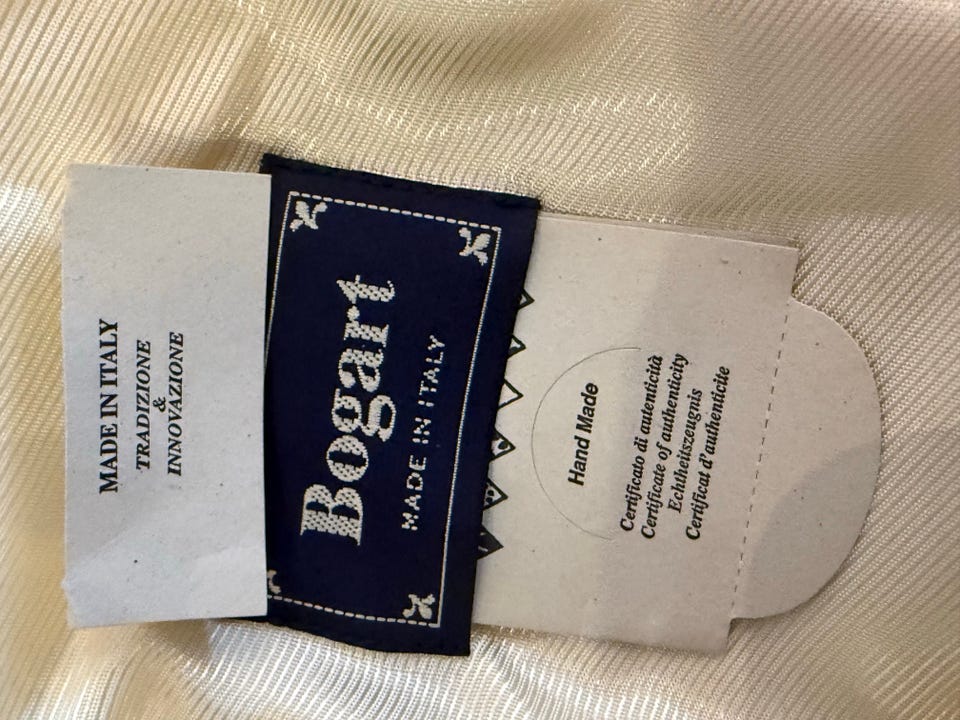 MADE IN ITALY
TRADIZIONE
&
INNOVAZIONE
Bogart
MADE IN ITALY
Hand Made
Certificato di autenticità
Certificate of authenticity
Echtheitszeugnis
Certificat d'authenticite